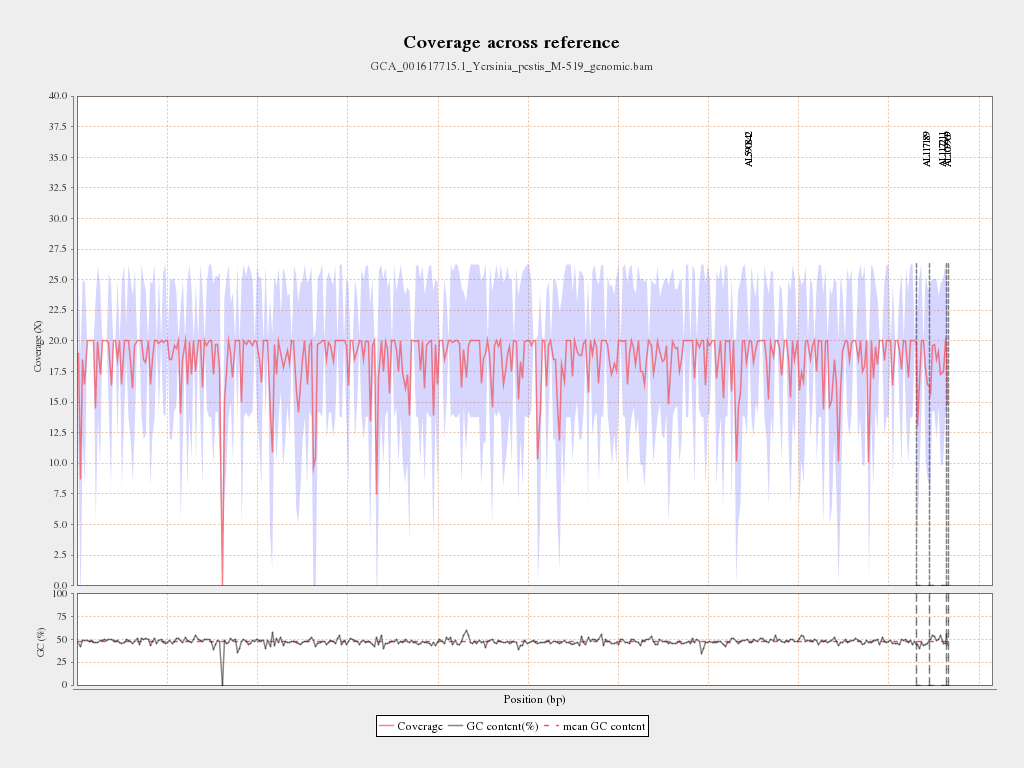 Coverage across reference
GCA_001617715.1_Yersinia_pestis_M-519_genomic.bam
40.0
37.5
35.0
32.5
30.0
27.5
25.0
22.5
20.0
17.5
15.0
12.5
10.0
7.5
5.0
2.5
0.0
Coverage (X)
AL590842
AL117189
AL117211
AL109969
100
75
50
25
0
GC (%)
Position (bp)
Coverage GC content(%) mean GC content